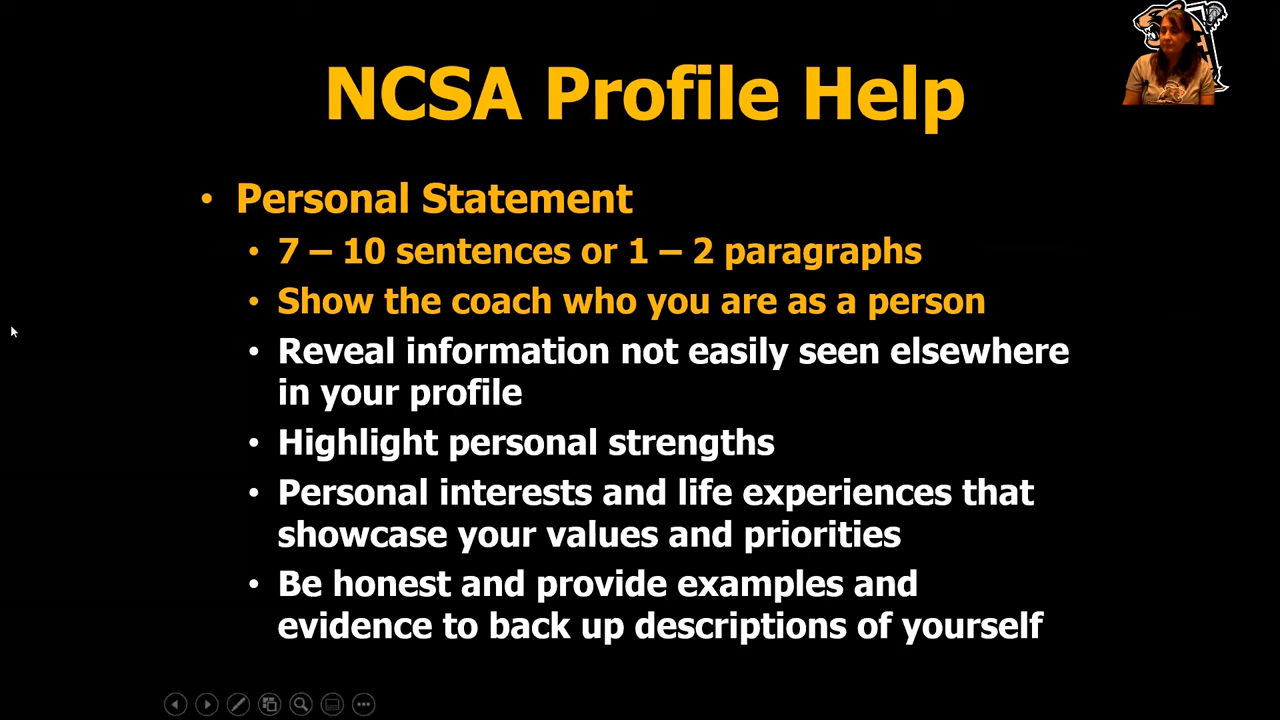 NCSA Profile Help
• Personal Statement
• 7 – 10 sentences or 1 – 2 paragraphs
• Show the coach who you are as a person
• Reveal information not easily seen elsewhere
in your profile
• Highlight personal strengths
• Personal interests and life experiences that
showcase your values and priorities
• Be honest and provide examples and
evidence to back up descriptions of yourself